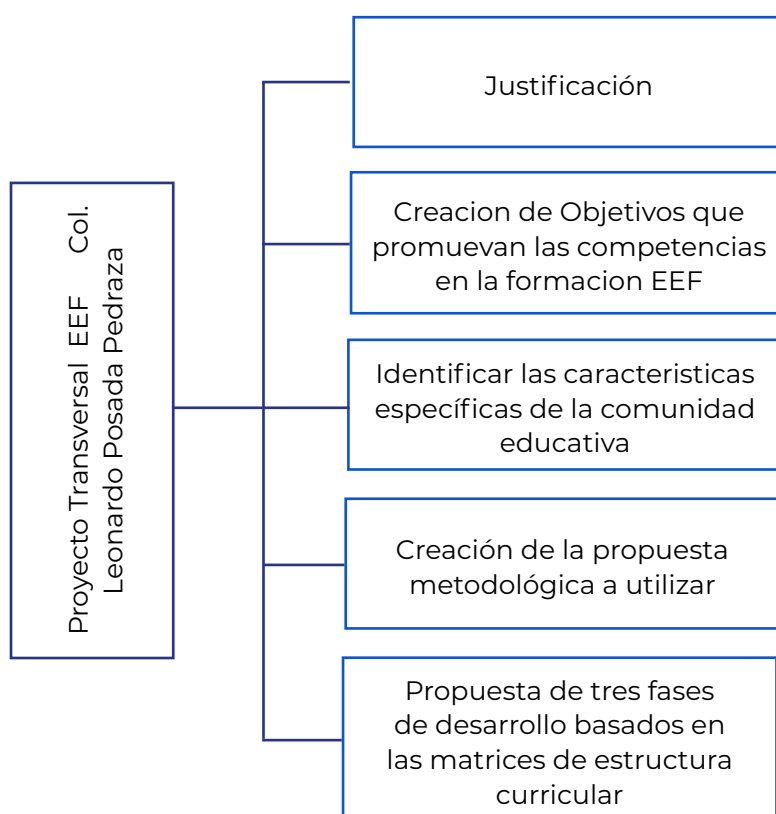 Proyecto Transversal EEF Col.
Leonardo Posada Pedraza
Justificación
Creacion de Objetivos que
promuevan las competencias
en la formacion EEF
Identificar las caracteristicas
específicas de la comunidad
educativa
Creación de la propuesta
metodológica a utilizar
Propuesta de tres fases
de desarrollo basados en
las matrices de estructura
curricular